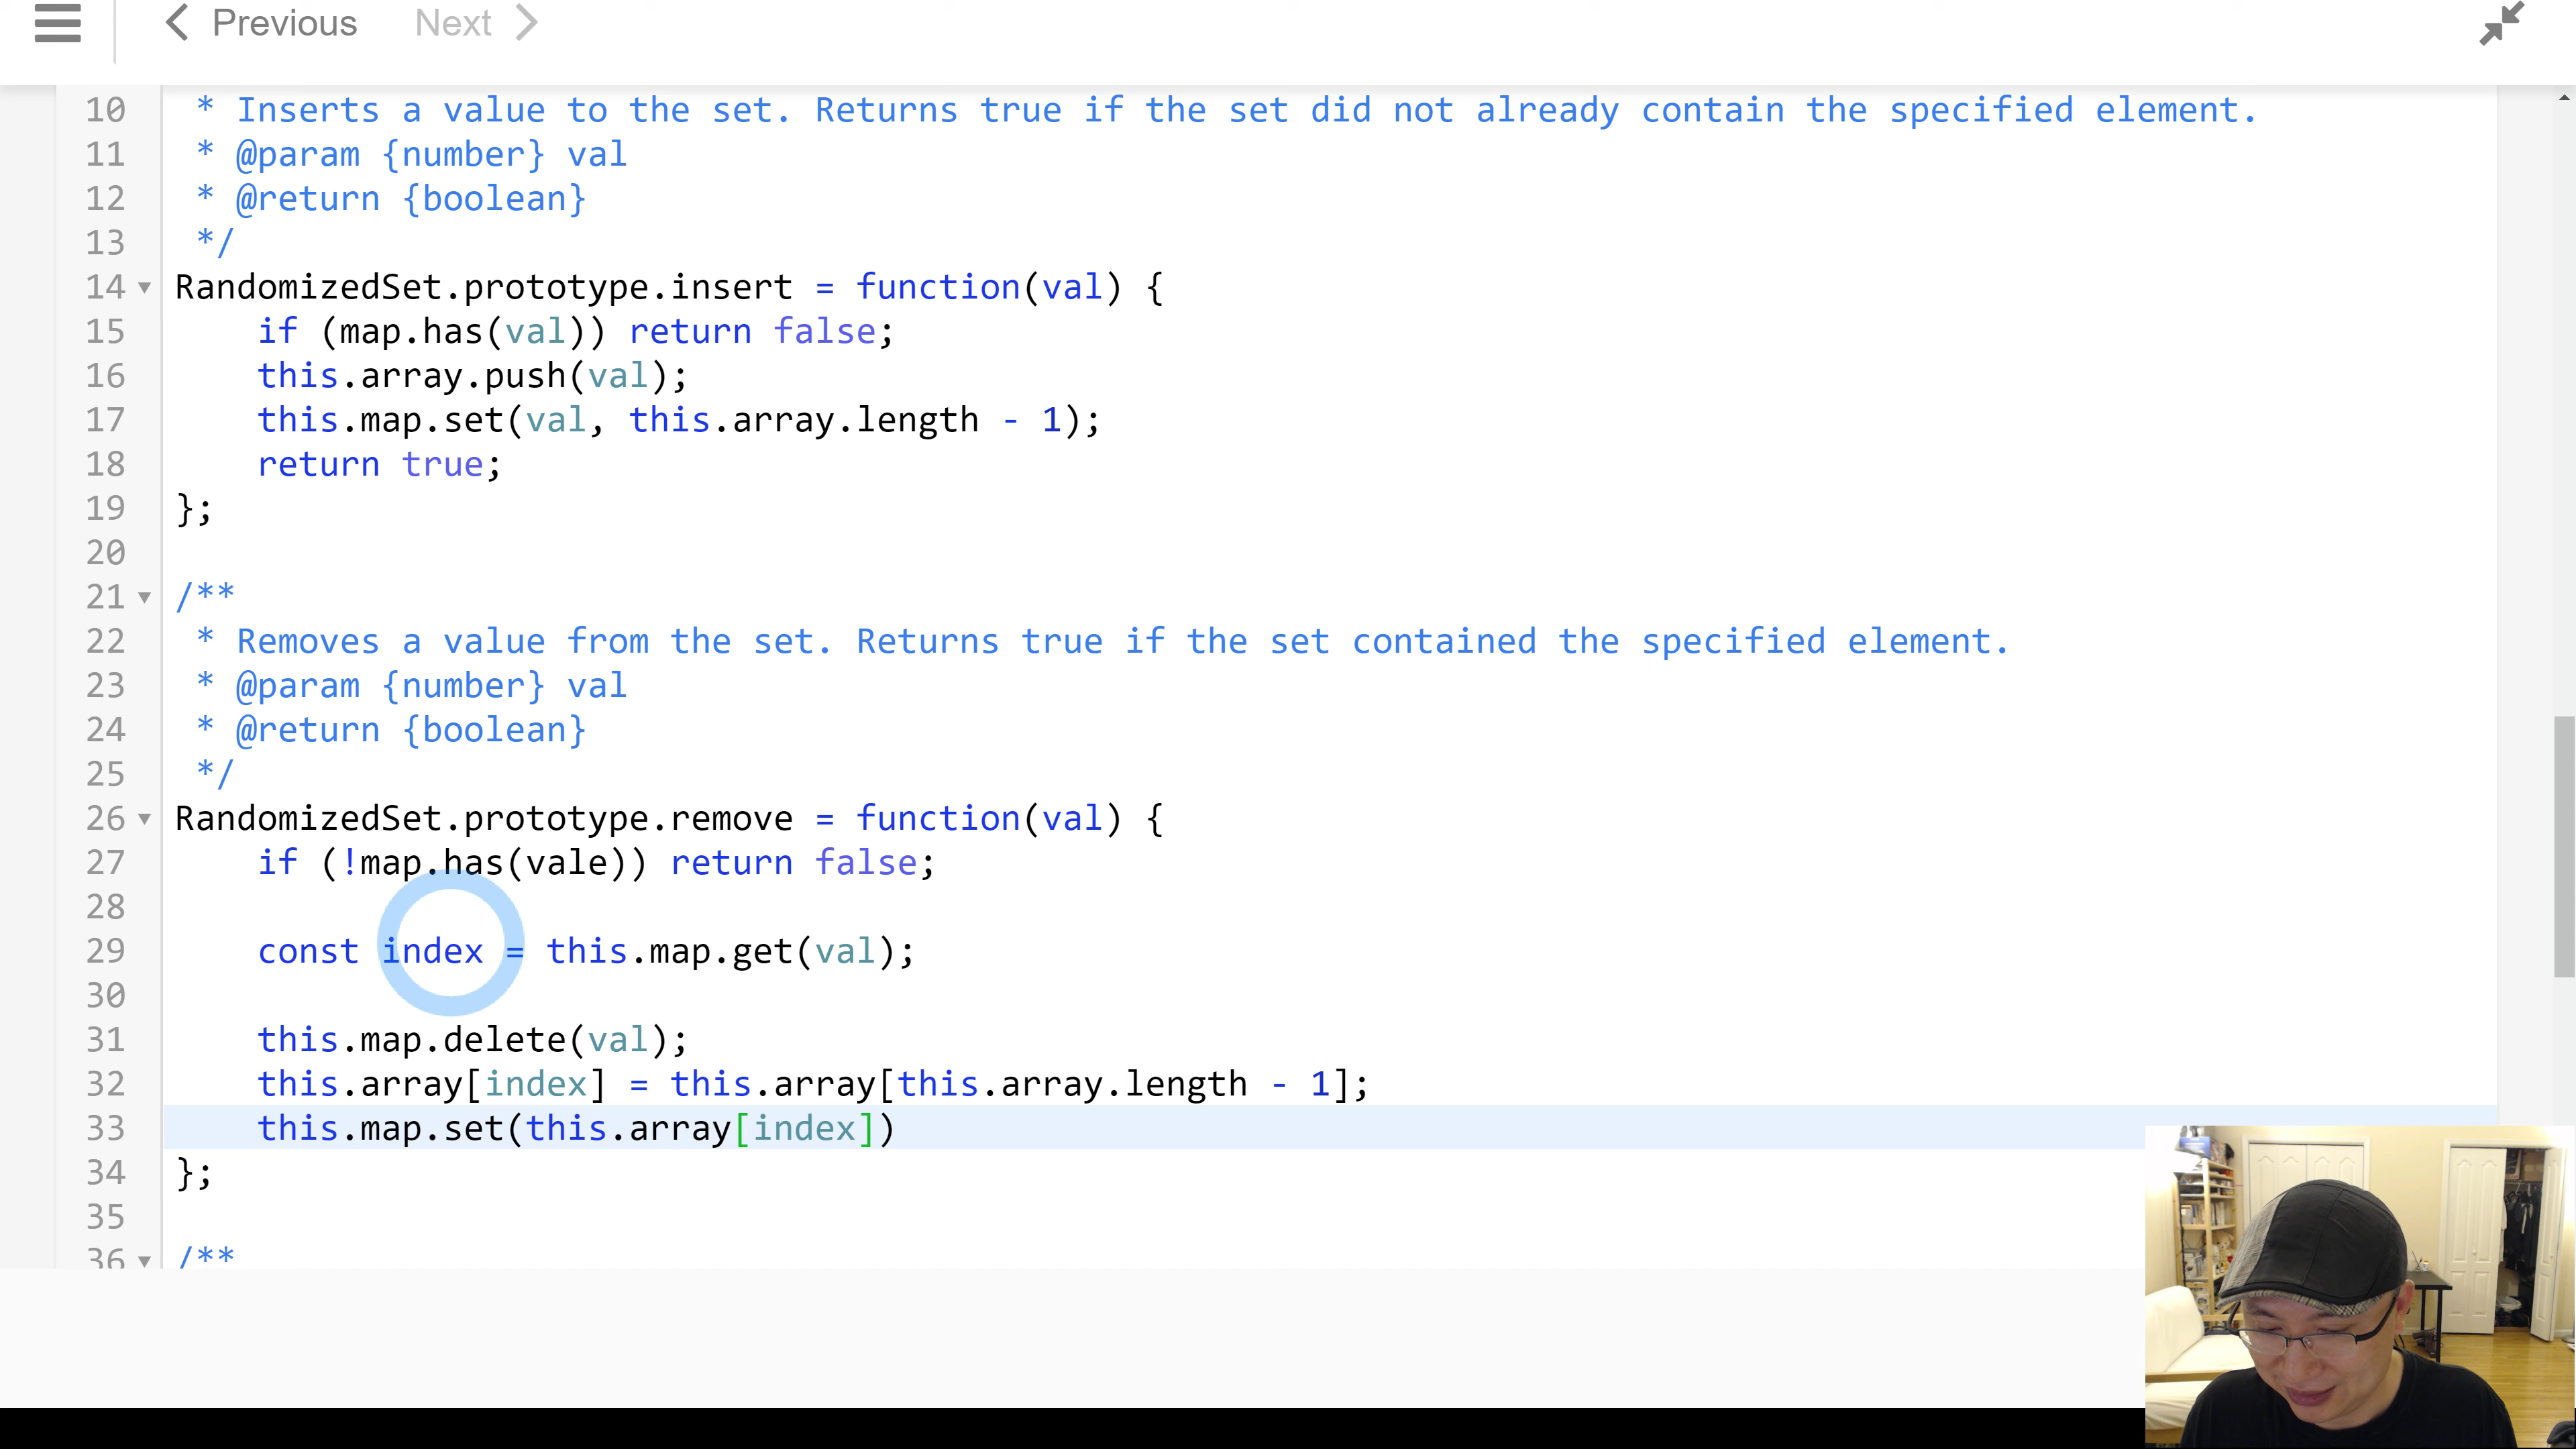 Previous Next
10 * Inserts a value to the set. Returns true if the set did not already contain the specified element.
11 * @param {number} val
12 * @return {boolean}
13 */
14 RandomizedSet.prototype.insert = function(val) {
15 if (map.has(val)) return false;
16 this.array.push(val);
17 this.map.set(val, this.array.length - 1);
18 return true;
19 };
20
21 /**
22 * Removes a value from the set. Returns true if the set contained the specified element.
23 * @param {number} val
24 * @return {boolean}
25 */
26 RandomizedSet.prototype.remove = function(val) {
27 if (!map.has(vale)) return false;
28
29 const index = this.map.get(val);
30
31 this.map.delete(val);
32 this.array[index] = this.array[this.array.length - 1];
33 this.map.set(this.array[index])
34 };
35
36 /**